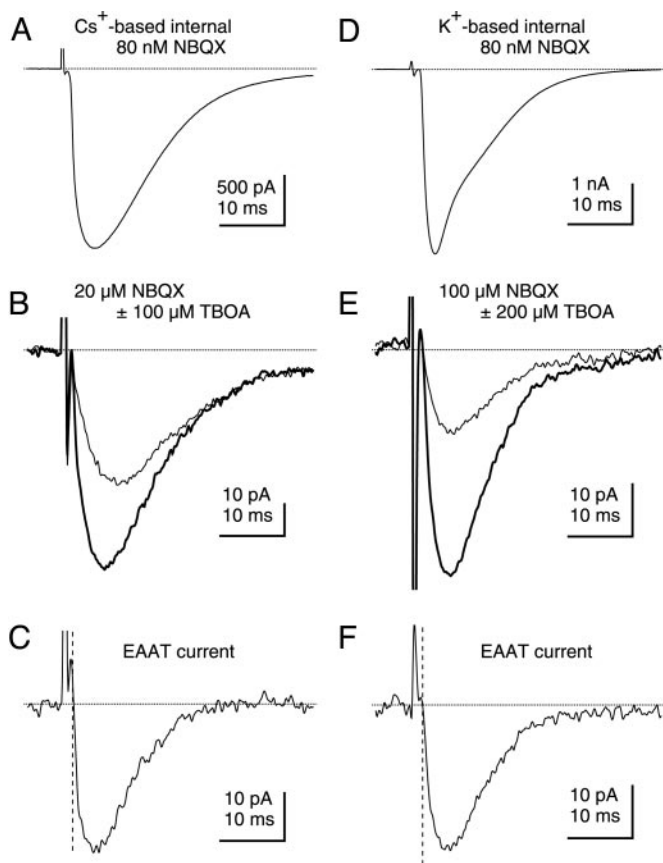 A
Cs+-based internal
80 nM NBQX
500 pA
10 ms
D
K+-based internal
80 nM NBQX
1 nA
10 ms
B
20 µM NBQX
± 100 µM TBOA
10 pA
10 ms
E
100 µM NBQX
± 200 µM TBOA
10 pA
10 ms
C
EAAT current
10 pA
10 ms
F
EAAT current
10 pA
10 ms